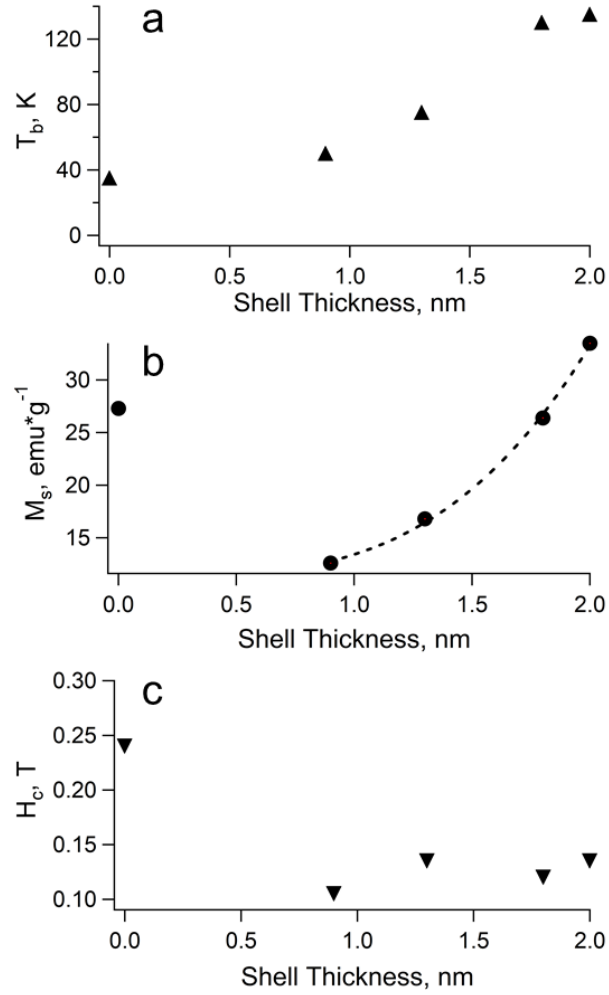 a
120
80
40
0
T_b, K
0.0 0.5 1.0 1.5 2.0
Shell Thickness, nm
b
30
25
20
15
M_s, emu*g^-1
0.0 0.5 1.0 1.5 2.0
Shell Thickness, nm
c
0.30
0.25
0.20
0.15
0.10
H_c, T
0.0 0.5 1.0 1.5 2.0
Shell Thickness, nm